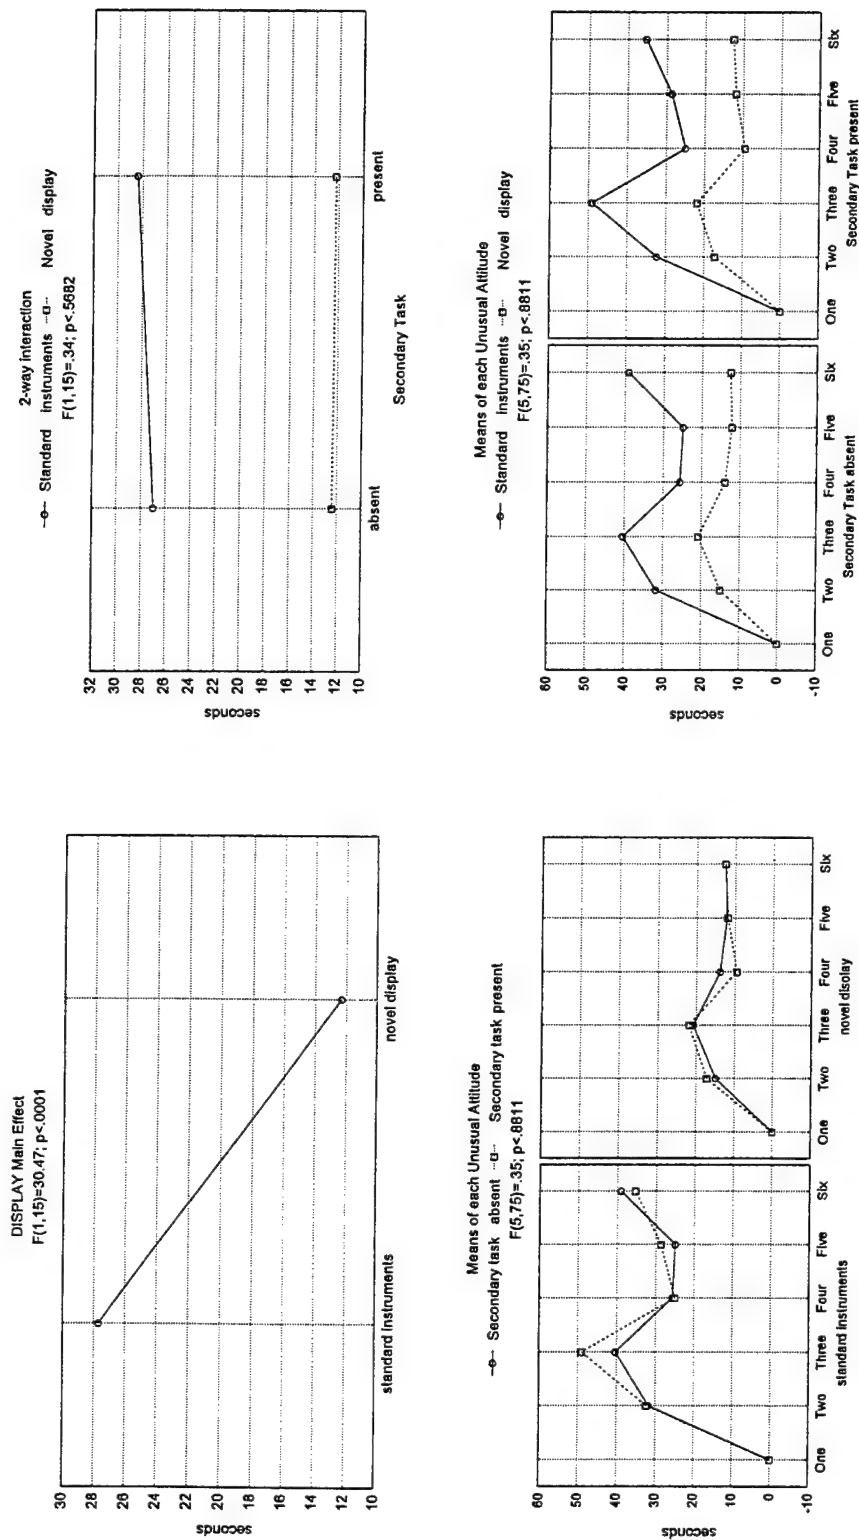 DISPLAY Main Effect
F(1,15)=30.47; p<.0001
seconds
30
28
26
24
22
20
18
16
14
12
10
standard instruments
novel display
2-way interaction
Standard instruments
Novel display
F(1,15)=.34; p<.5682
seconds
32
30
28
26
24
22
20
18
16
14
12
10
absent
present
Secondary Task
Means of each Unusual Attitude
Secondary task absent
Secondary task present
F(5,75)=.35; p<.8811
seconds
60
50
40
30
20
10
0
-10
One Two Three Four Five Six
standard instruments
One Two Three Four Five Six
novel disolay
Means of each Unusual Attitude
Standard instruments
Novel display
F(5,75)=.35; p<.8811
seconds
60
50
40
30
20
10
0
-10
One Two Three Four Five Six
Secondary Task absent
One Two Three Four Five Six
Secondary Task present